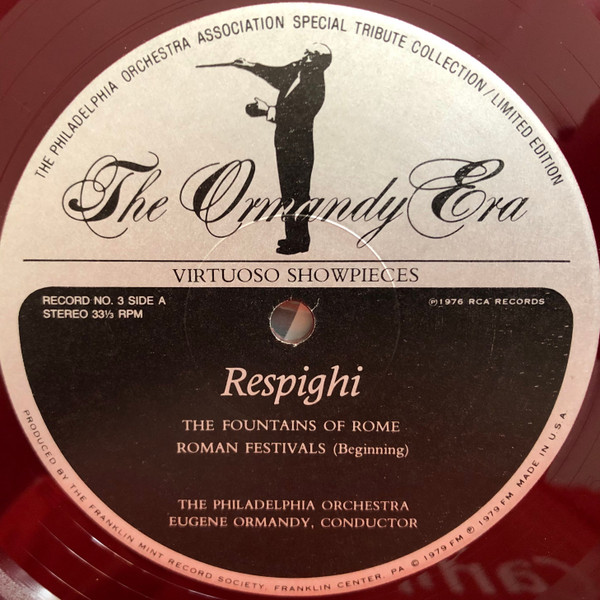 THE PHILADELPHIA ORCHESTRA ASSOCIATION SPECIAL TRIBUTE COLLECTION/LIMITED EDITION
The Ormandy Era
VIRTUOSO SHOWPIECES
RECORD NO. 3 SIDE A
STEREO 33⅓ RPM
℗1976 RCA RECORDS
Respighi
THE FOUNTAINS OF ROME
ROMAN FESTIVALS (Beginning)
THE PHILADELPHIA ORCHESTRA
EUGENE ORMANDY, CONDUCTOR
PRODUCED BY THE FRANKLIN MINT RECORD SOCIETY, FRANKLIN CENTER, PA © 1979 FM ℗ 1979 FM MADE IN U.S.A.